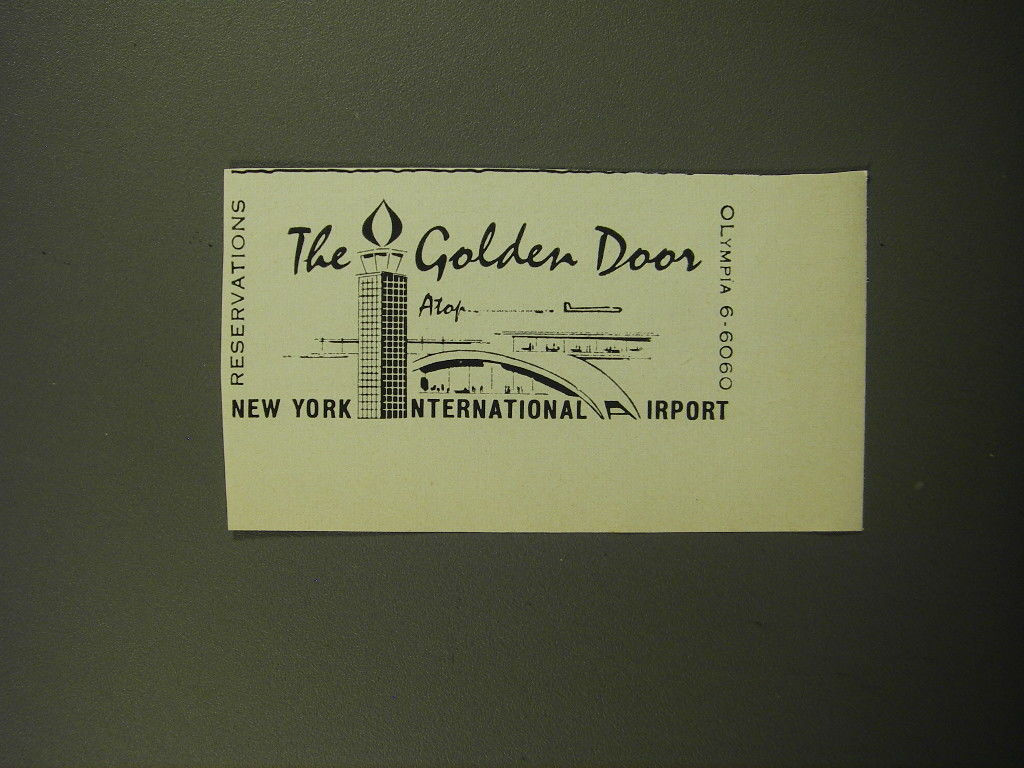 RESERVATIONS
The Golden Door
Atop
NEW YORK INTERNATIONAL AIRPORT
OLYMPIA 6-6060